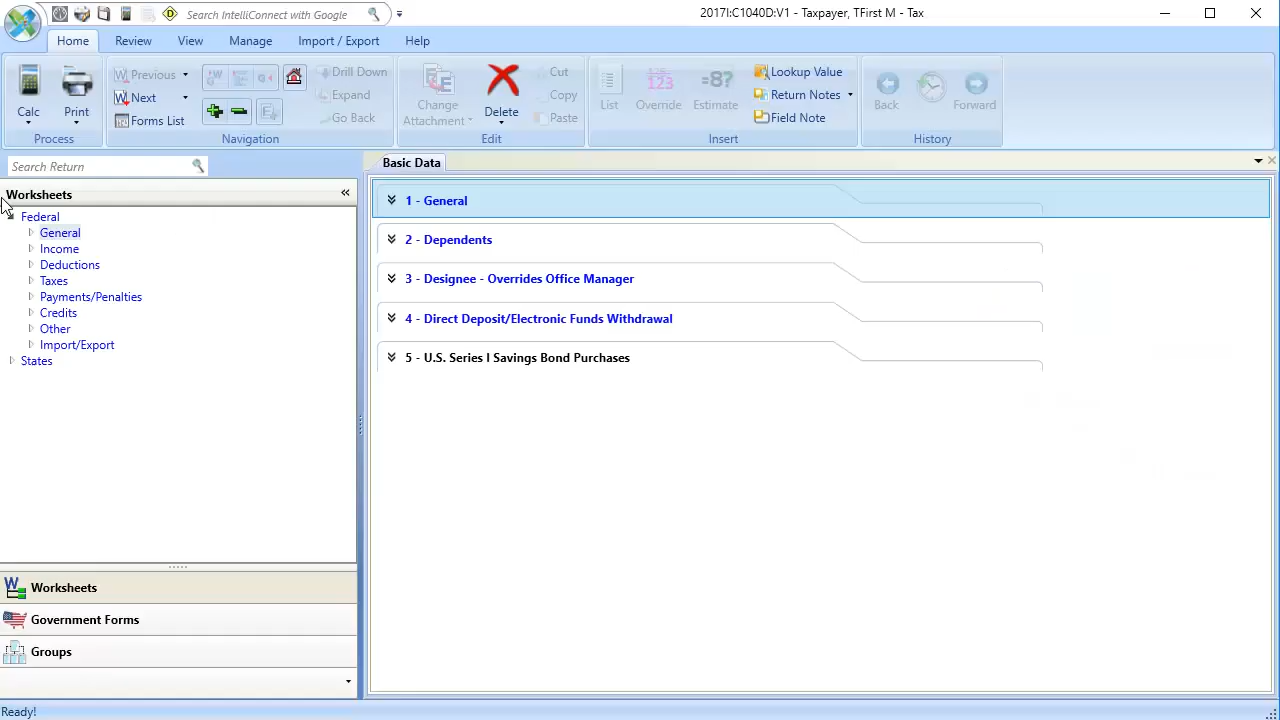 Search IntelliConnect with Google
2017I:C1040D:V1 - Taxpayer, TFirst M - Tax
Home Review View Manage Import / Export Help
Calc
Print
Process
Previous
Next
Forms List
Drill Down
Expand
Go Back
Navigation
Change
Attachment
Delete
Cut
Copy
Paste
Edit
List
Override
Estimate
Lookup Value
Return Notes
Field Note
Insert
Back
Forward
History
Search Return
Worksheets
Federal
General
Income
Deductions
Taxes
Payments/Penalties
Credits
Other
Import/Export
States
Worksheets
Government Forms
Groups
Basic Data
1 - General
2 - Dependents
3 - Designee - Overrides Office Manager
4 - Direct Deposit/Electronic Funds Withdrawal
5 - U.S. Series I Savings Bond Purchases
Ready!